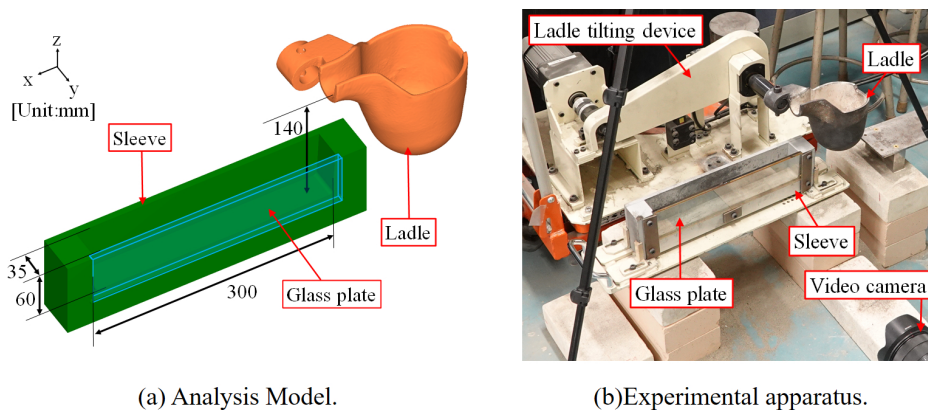 z
x
y
[Unit:mm]
Sleeve
140
Ladle
35
60
300
Glass plate
(a) Analysis Model.
Ladle tilting device
Ladle
Sleeve
Glass plate
Video camera
(b)Experimental apparatus.